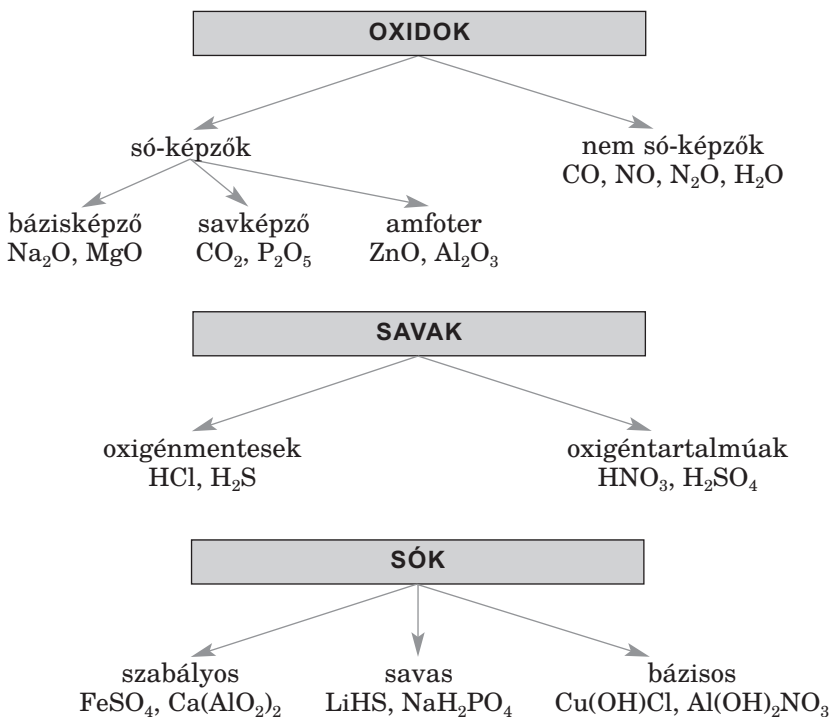 OXIDOK
só-képzők
nem só-képzők
CO, NO, N₂O, H₂O
bázisképző savképző amfoter
Na₂O, MgO CO₂, P₂O₅ ZnO, Al₂O₃
SAVAK
oxigénmentesek oxigéntartalmúak
HCl, H₂S HNO₃, H₂SO₄
SÓK
szabályos savas bázisos
FeSO₄, Ca(AlO₂)₂ LiHS, NaH₂PO₄ Cu(OH)Cl, Al(OH)₂NO₃